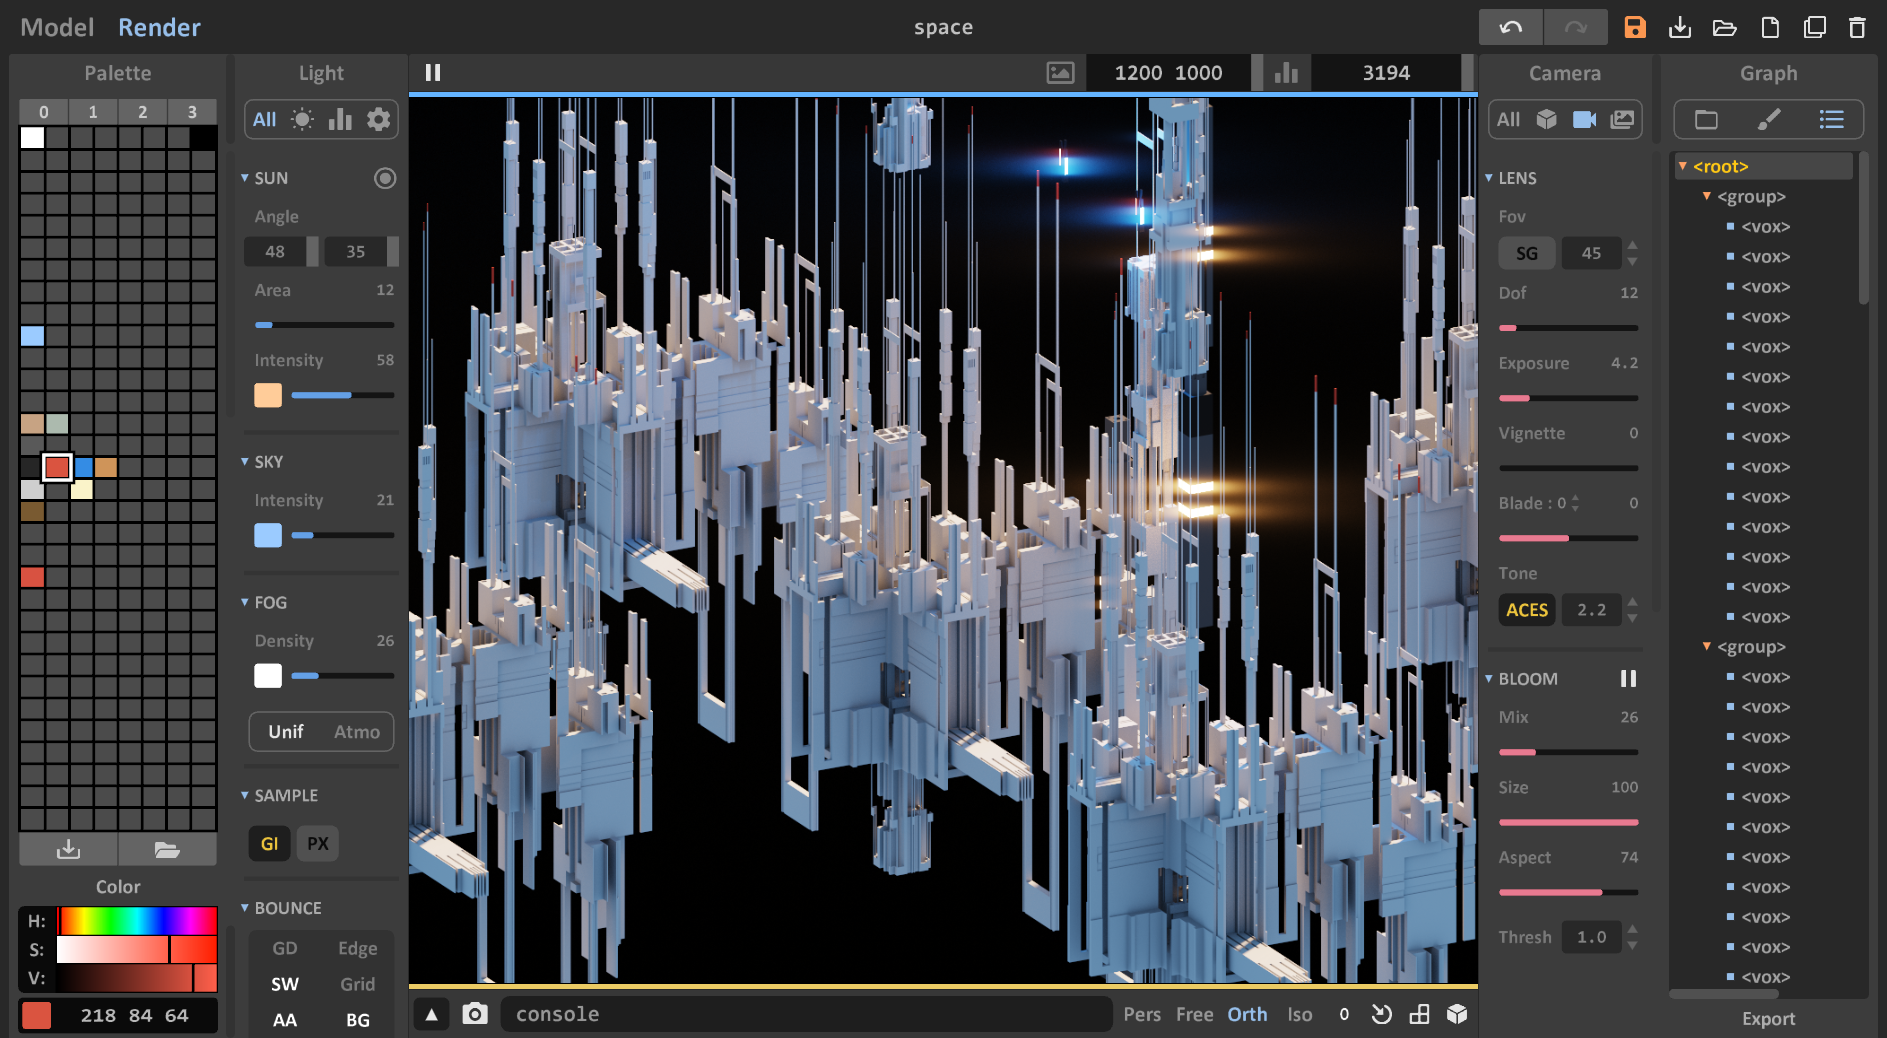 Model Render
space
Palette
0 1 2 3
Color
H:
S:
V:
218 84 64
Light
All
SUN
Angle
48 35
Area 12
Intensity 58
SKY
Intensity 21
FOG
Density 26
Unif Atmo
SAMPLE
GI PX
BOUNCE
GD Edge
SW Grid
AA BG
1200 1000
3194
console
Pers Free Orth Iso 0
Camera
All
LENS
Fov
SG 45
Dof 12
Exposure 4.2
Vignette 0
Blade : 0 0
Tone
ACES 2.2
BLOOM
Mix 26
Size 100
Aspect 74
Thresh 1.0
Graph
<root>
<group>
<vox>
<vox>
<vox>
<vox>
<vox>
<vox>
<vox>
<vox>
<vox>
<vox>
<vox>
<vox>
<vox>
<vox>
<group>
<vox>
<vox>
<vox>
<vox>
<vox>
<vox>
<vox>
<vox>
<vox>
<vox>
<vox>
Export